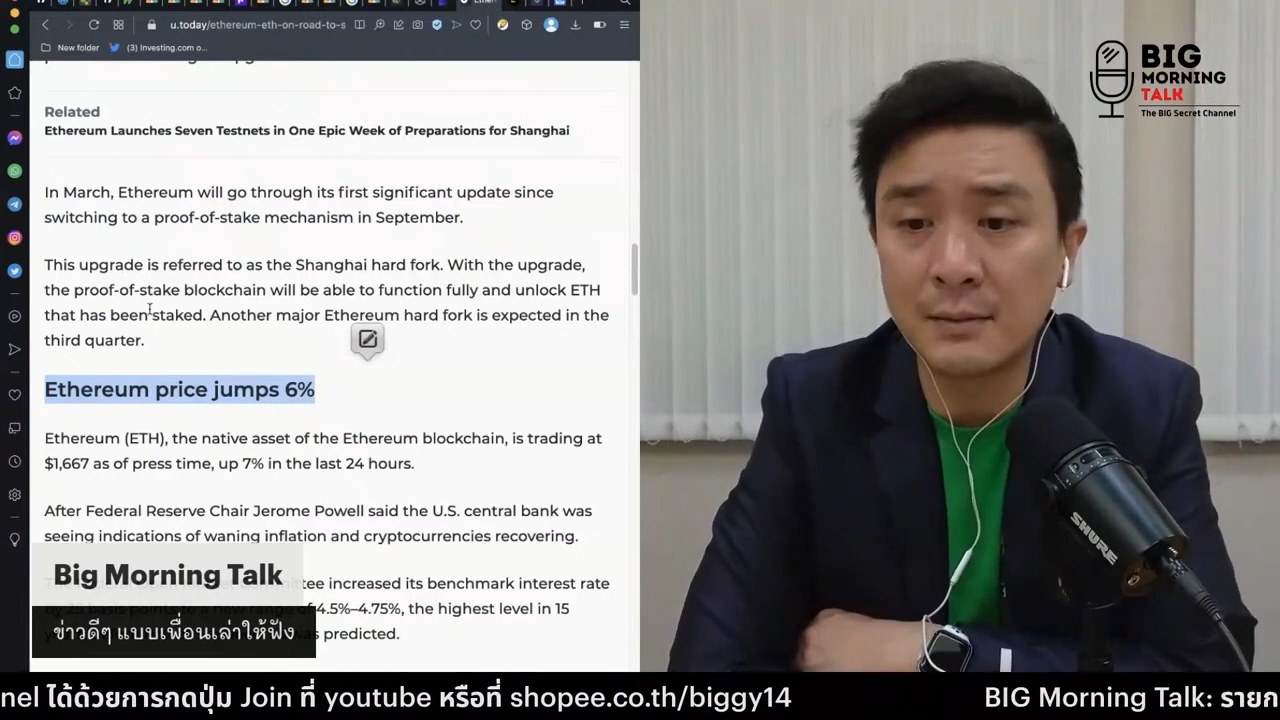 u.today/ethereum-eth-on-road-to-s
New folder
(3) Investing.com o...
Related
Ethereum Launches Seven Testnets in One Epic Week of Preparations for Shanghai
In March, Ethereum will go through its first significant update since
switching to a proof-of-stake mechanism in September.
This upgrade is referred to as the Shanghai hard fork. With the upgrade,
the proof-of-stake blockchain will be able to function fully and unlock ETH
that has been staked. Another major Ethereum hard fork is expected in the
third quarter.
Ethereum price jumps 6%
Ethereum (ETH), the native asset of the Ethereum blockchain, is trading at
$1,667 as of press time, up 7% in the last 24 hours.
After Federal Reserve Chair Jerome Powell said the U.S. central bank was
seeing indications of waning inflation and cryptocurrencies recovering.
increased its benchmark interest rate
4.5%–4.75%, the highest level in 15
predicted.
Big Morning Talk
ข่าวดีๆ แบบเพื่อนเล่าให้ฟัง
BIG
MORNING
TALK
The BIG Secret Channel
SHURE
nel ได้ด้วยการกดปุ่ม Join ที่ youtube หรือที่ shopee.co.th/biggy14
BIG Morning Talk: รายก